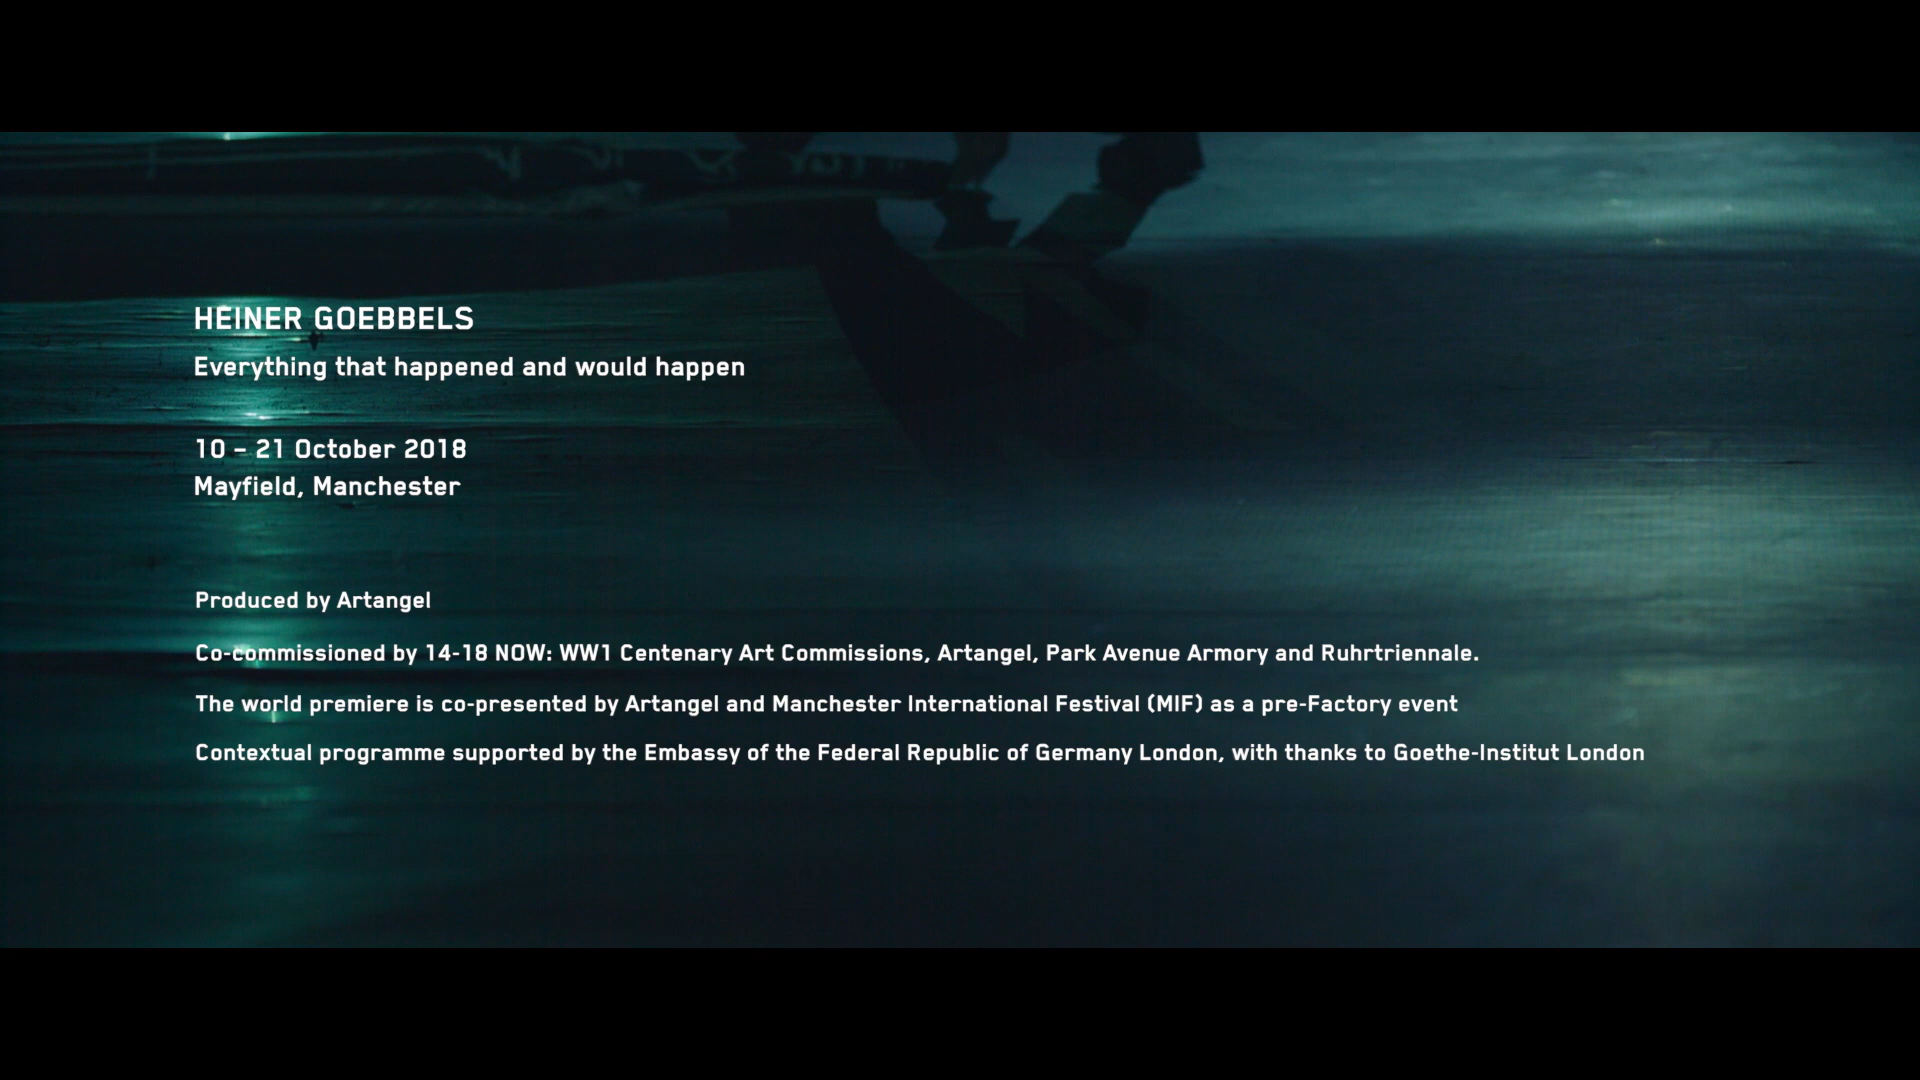 HEINER GOEBBELS
Everything that happened and would happen
10 – 21 October 2018
Mayfield, Manchester
Produced by Artangel
Co-commissioned by 14-18 NOW: WW1 Centenary Art Commissions, Artangel, Park Avenue Armory and Ruhrtriennale.
The world premiere is co-presented by Artangel and Manchester International Festival (MIF) as a pre-Factory event
Contextual programme supported by the Embassy of the Federal Republic of Germany London, with thanks to Goethe-Institut London